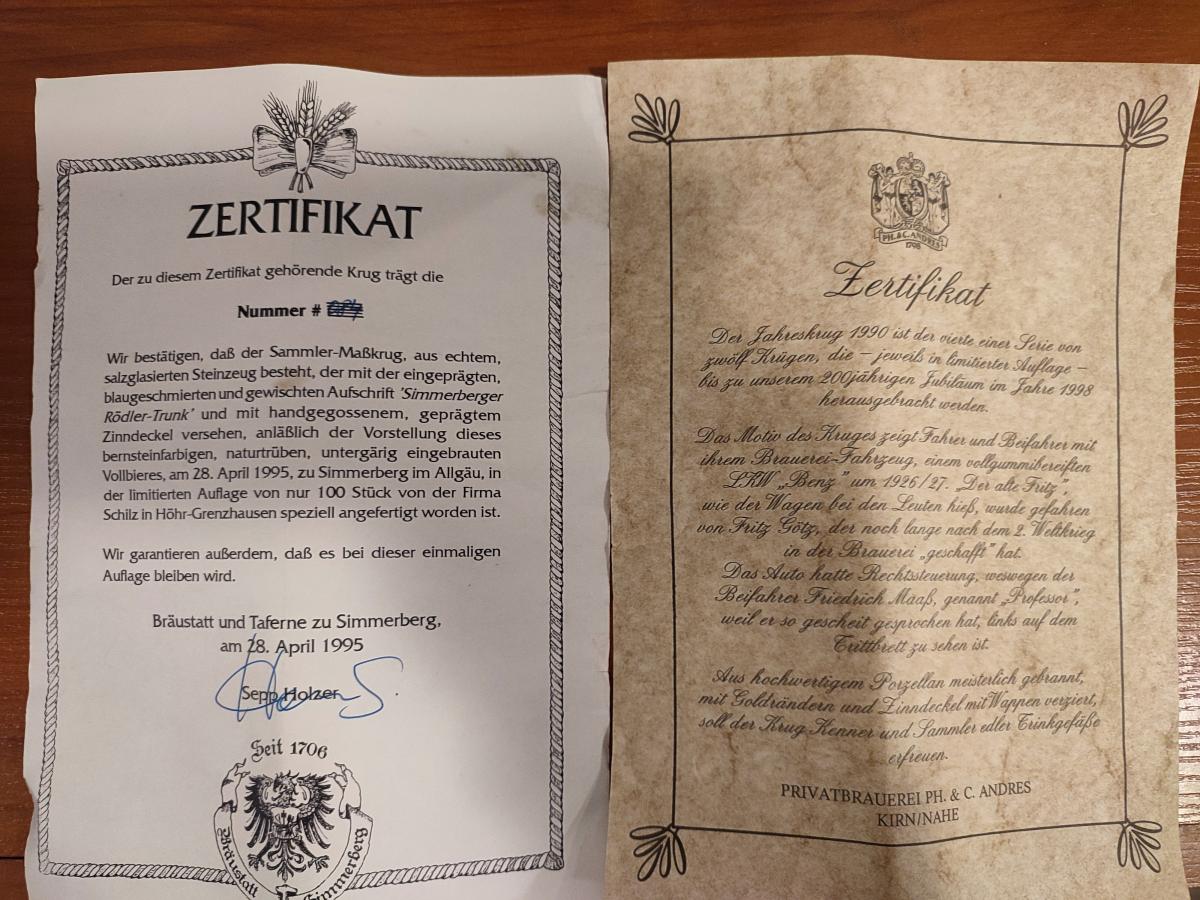 ZERTIFIKAT
Der zu diesem Zertifikat gehörende Krug trägt die
Nummer #
Wir bestätigen, daß der Sammler-Maßkrug, aus echtem,
salzglasierten Steinzeug besteht, der mit der eingeprägten,
blaugeschmierten und gewischten Aufschrift 'Simmerberger
Rödler-Trunk' und mit handgegossenem, geprägtem
Zinndeckel versehen, anläßlich der Vorstellung dieses
bernsteinfarbigen, naturtrüben, untergärig eingebrauten
Vollbieres, am 28. April 1995, zu Simmerberg im Allgäu, in
der limitierten Auflage von nur 100 Stück von der Firma
Schilz in Höhr-Grenzhausen speziell angefertigt worden ist.
Wir garantieren außerdem, daß es bei dieser einmaligen
Auflage bleiben wird.
Bräustatt und Taferne zu Simmerberg,
am 28. April 1995
Sepp Holzer
Seit 1706
Bräustatt Simmerberg
PH. & C. ANDRES
1798
Zertifikat
Der Jahreskrug 1990 ist der vierte einer Serie von
zwölf Krügen, die – jeweils in limitierter Auflage –
bis zu unserem 200jährigen Jubiläum im Jahre 1998
herausgebracht werden.
Das Motiv des Kruges zeigt Fahrer und Beifahrer mit
ihrem Brauerei-Fahrzeug, einem vollgummibereiften
LKW „Benz" um 1926/27. „Der alte Fritz",
wie der Wagen bei den Leuten hieß, wurde gefahren
von Fritz Götz, der noch lange nach dem 2. Weltkrieg
in der Brauerei „geschafft" hat.
Das Auto hatte Rechtssteuerung, weswegen der
Beifahrer Friedrich Maaß, genannt „Professor",
weil er so gescheit gesprochen hat, links auf dem
Trittbrett zu sehen ist.
Aus hochwertigem Porzellan meisterlich gebrannt,
mit Goldrändern und Zinndeckel mit Wappen verziert,
soll der Krug Kenner und Sammler edler Trinkgefäße
erfreuen.
PRIVATBRAUEREI PH. & C. ANDRES
KIRN/NAHE